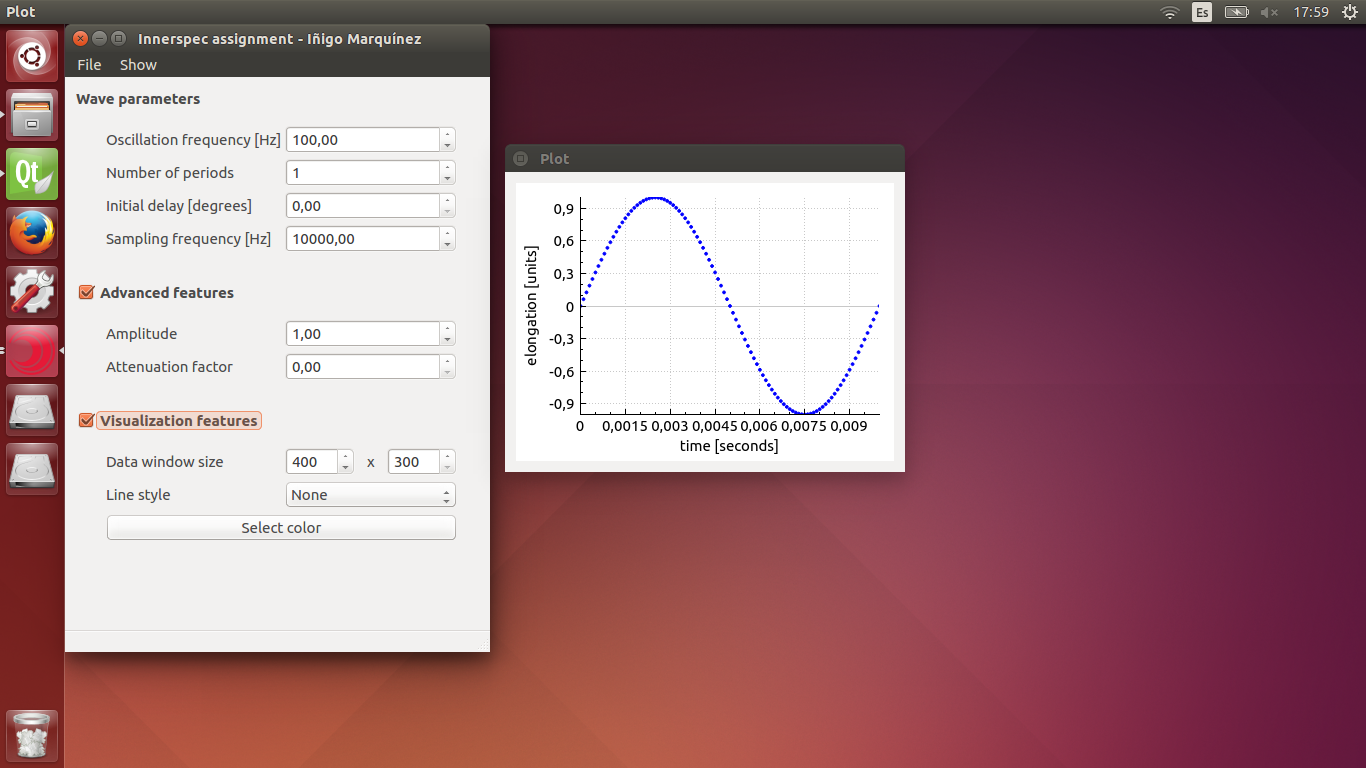 Plot
Es
17:59
Innerspec assignment - Iñigo Marquínez
File Show
Wave parameters
Oscillation frequency [Hz] 100,00
Number of periods 1
Initial delay [degrees] 0,00
Sampling frequency [Hz] 10000,00
Advanced features
Amplitude 1,00
Attenuation factor 0,00
Visualization features
Data window size 400 x 300
Line style None
Select color
Qt
Plot
0,9
0,6
0,3
0
-0,3
-0,6
-0,9
elongation [units]
0 0,0015 0,003 0,0045 0,006 0,0075 0,009
time [seconds]